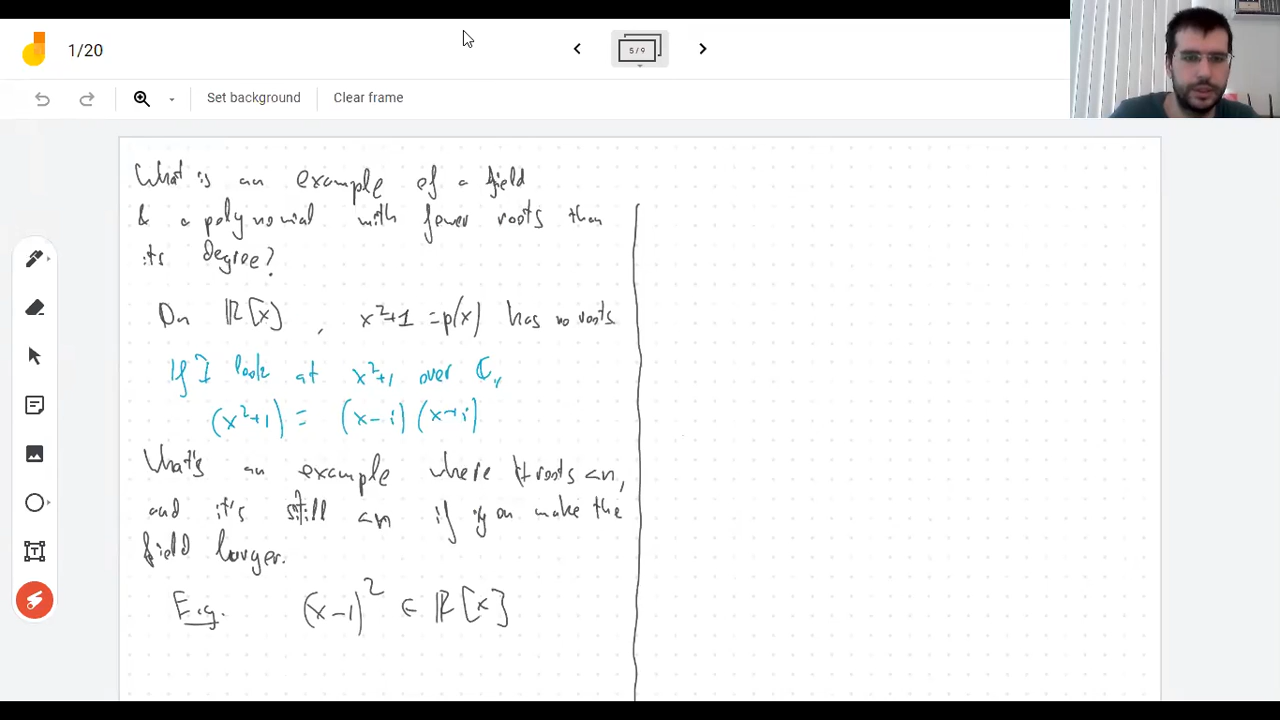 1/20
5/9
Set background
Clear frame
What is an example of a field
& a polynomial with fewer roots than
its degree?
On ℝ[x], x²+1 = p(x) has no roots
If I look at x²+1 over ℂ,
(x²+1) = (x-i)(x+i)
What's an example where # roots <n,
and it's still <n if you make the
field larger.
E.g. (x-1)² ∈ ℝ[x]